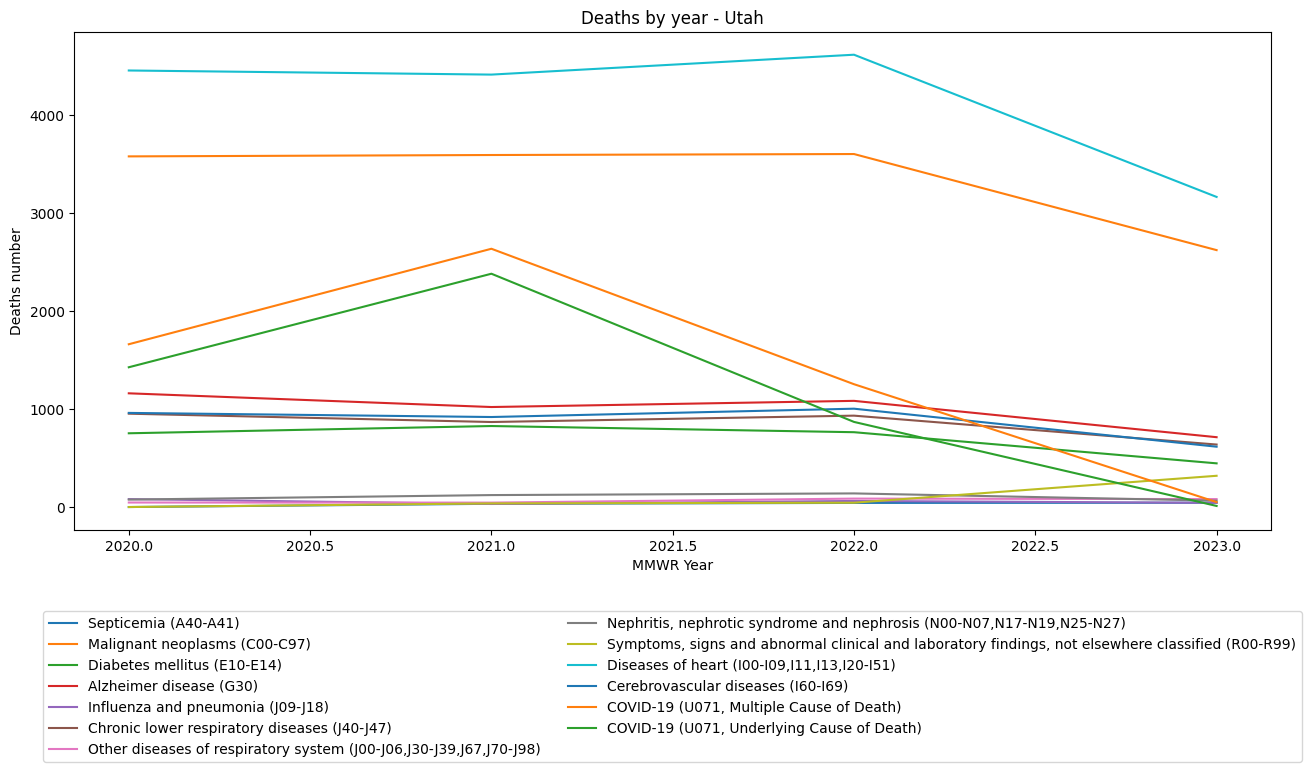 Deaths by year - Utah
4000
3000
2000
1000
0
Deaths number
2020.0 2020.5 2021.0 2021.5 2022.0 2022.5 2023.0
MMWR Year
Septicemia (A40-A41)
Malignant neoplasms (C00-C97)
Diabetes mellitus (E10-E14)
Alzheimer disease (G30)
Influenza and pneumonia (J09-J18)
Chronic lower respiratory diseases (J40-J47)
Other diseases of respiratory system (J00-J06,J30-J39,J67,J70-J98)
Nephritis, nephrotic syndrome and nephrosis (N00-N07,N17-N19,N25-N27)
Symptoms, signs and abnormal clinical and laboratory findings, not elsewhere classified (R00-R99)
Diseases of heart (I00-I09,I11,I13,I20-I51)
Cerebrovascular diseases (I60-I69)
COVID-19 (U071, Multiple Cause of Death)
COVID-19 (U071, Underlying Cause of Death)